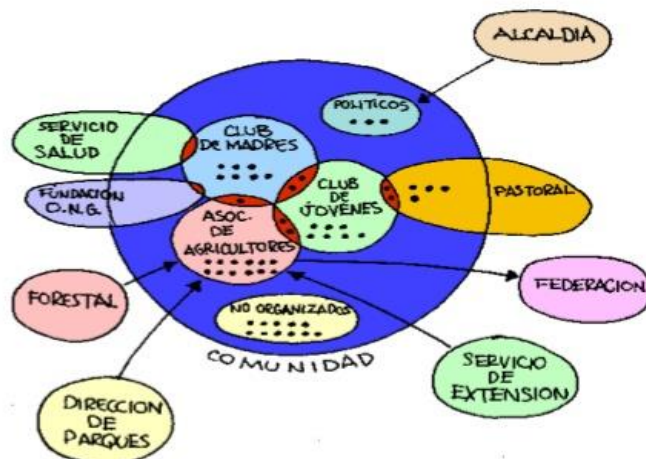 ALCALDIA
POLITICOS
SERVICIO
DE
SALUD
CLUB
DE MADRES
FUNDACION
O.N.G.
CLUB
DE
JOVENES
PASTORAL
ASOC.
DE
AGRICULTORES
FORESTAL
FEDERACION
NO ORGANIZADOS
COMUNIDAD
SERVICIO
DE
EXTENSION
DIRECCION
DE
PARQUES